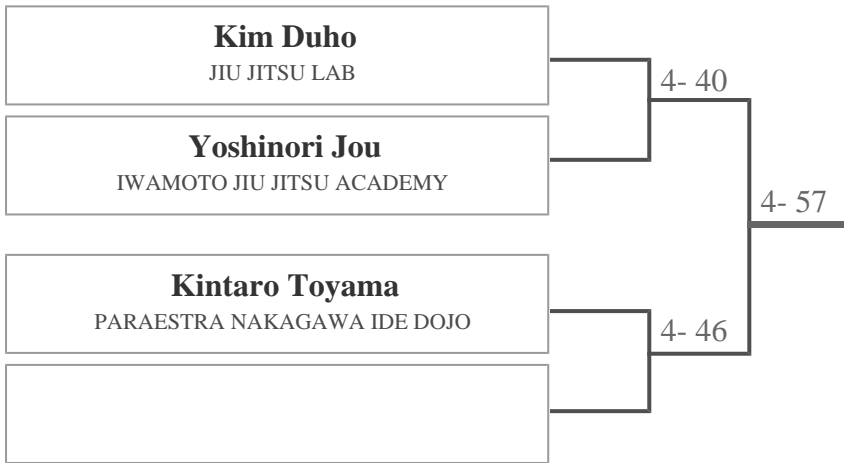 Kim Duho
JIU JITSU LAB
4- 40
Yoshinori Jou
IWAMOTO JIU JITSU ACADEMY
4- 57
Kintaro Toyama
PARAESTRA NAKAGAWA IDE DOJO
4- 46